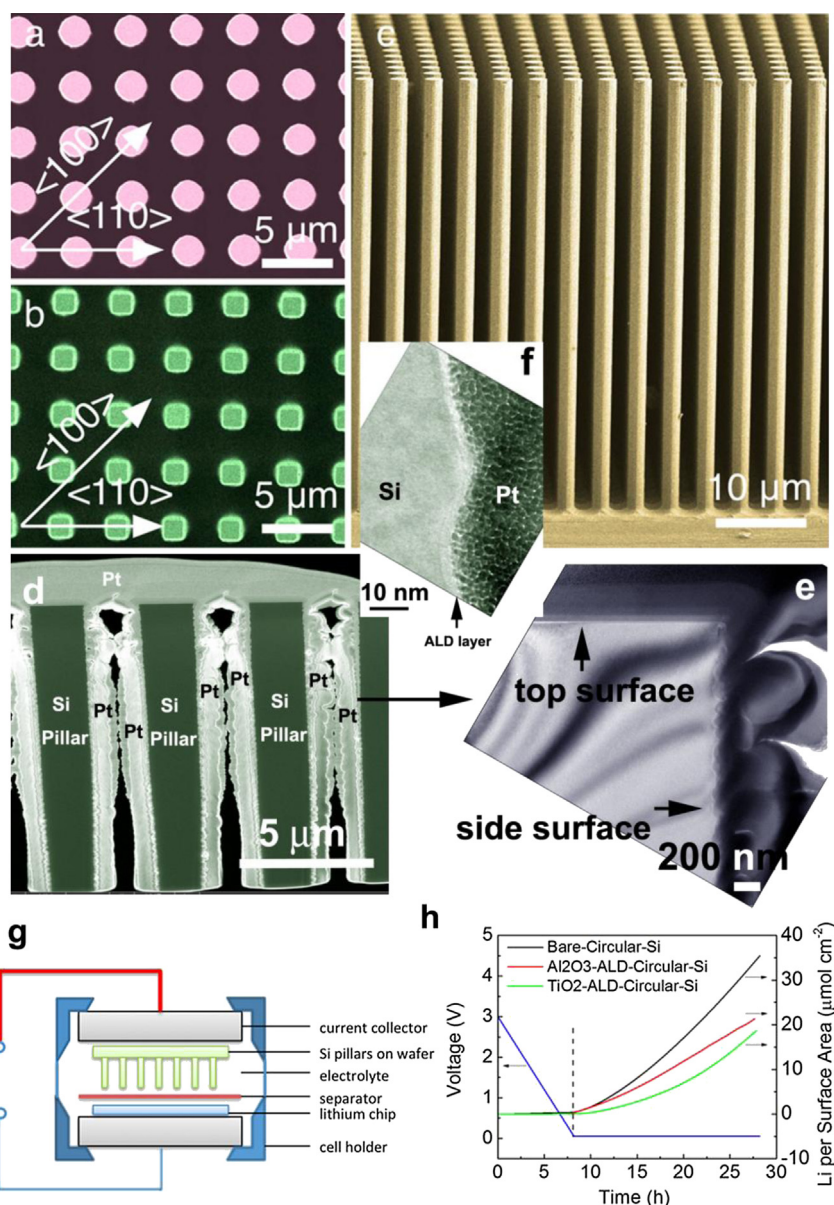 a
<100>
<110>
5 μm
b
<100>
<110>
5 μm
c
10 μm
f
Si
Pt
10 nm
ALD layer
d
Pt
Si
Pillar
Pt
Pt
Si
Pillar
Pt
Pt
Si
Pillar
Pt
Pt
5 μm
e
top surface
side surface
200 nm
g
current collector
Si pillars on wafer
electrolyte
separator
lithium chip
cell holder
h
Bare-Circular-Si
Al2O3-ALD-Circular-Si
TiO2-ALD-Circular-Si
Voltage (V)
5
4
3
2
1
0
0 5 10 15 20 25 30
Time (h)
40
30
20
10
0
-10
Li per Surface Area (μmol cm⁻²)